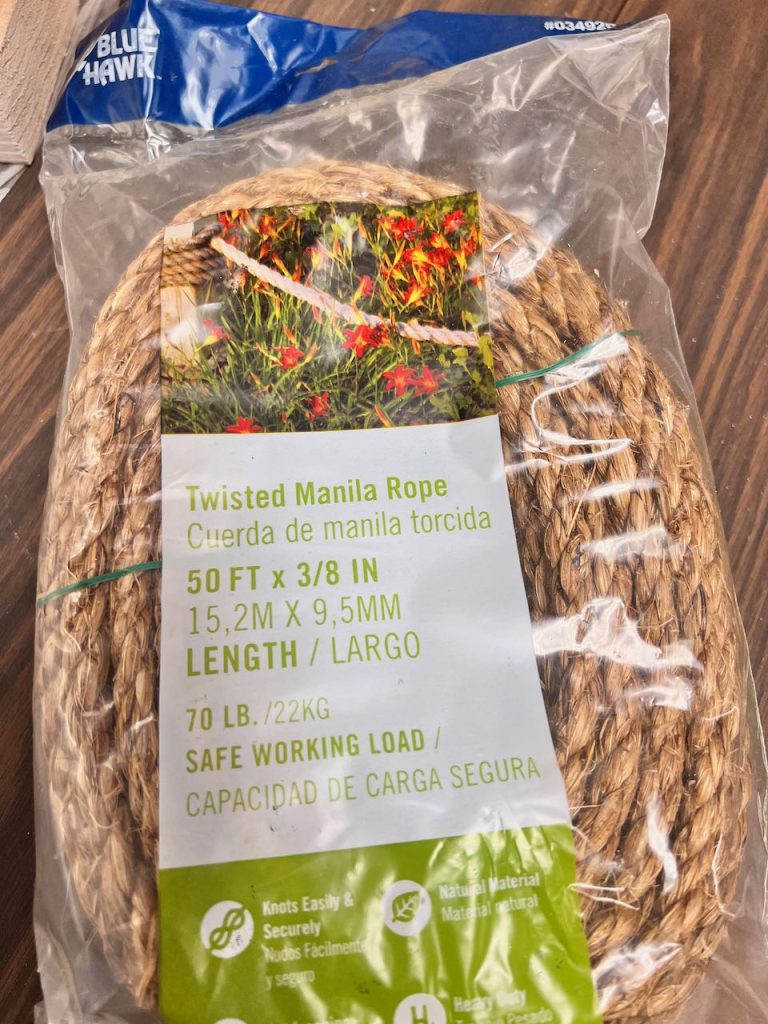 BLUE
HAWK
#03492
Twisted Manila Rope
Cuerda de manila torcida
50 FT x 3/8 IN
15,2M X 9,5MM
LENGTH / LARGO
70 LB. /22KG
SAFE WORKING LOAD /
CAPACIDAD DE CARGA SEGURA
Knots Easily &
Securely
Nudos Fácilmente
y seguro
Natural Material
Material natural
H
Heavy Duty
Pesado